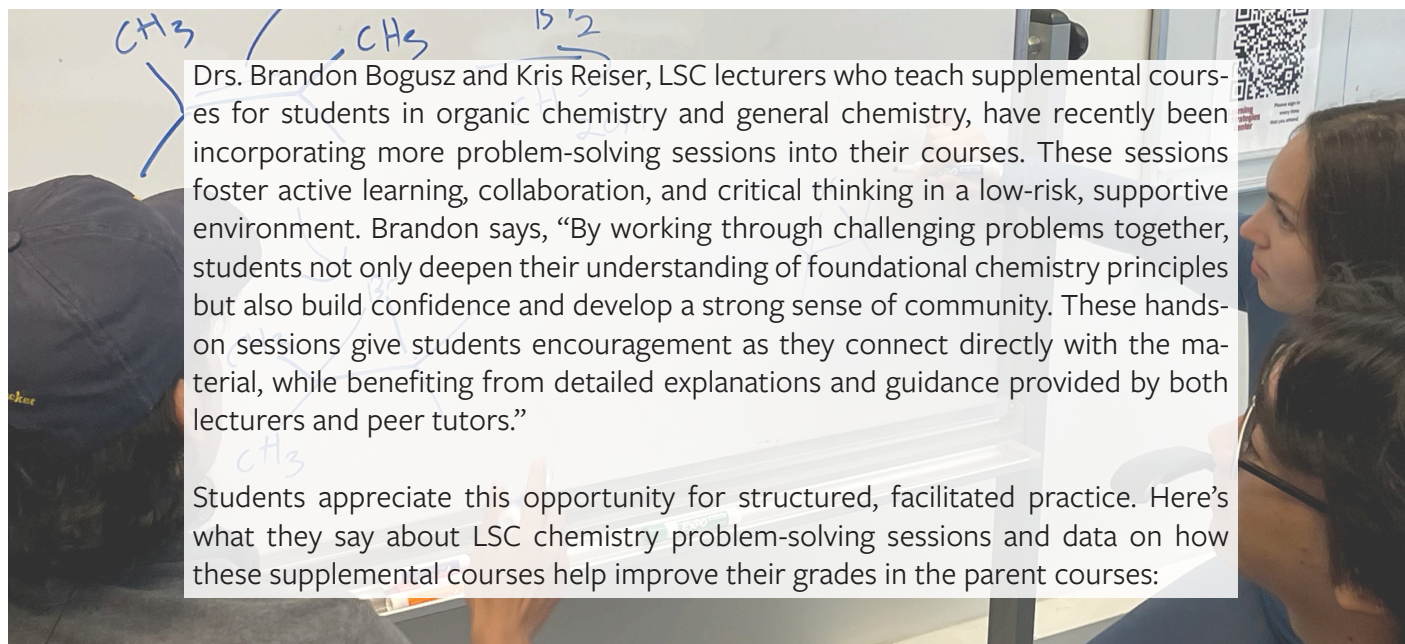 CH3
CH3
Br2
Drs. Brandon Bogusz and Kris Reiser, LSC lecturers who teach supplemental cours-
es for students in organic chemistry and general chemistry, have recently been
incorporating more problem-solving sessions into their courses. These sessions
foster active learning, collaboration, and critical thinking in a low-risk, supportive
environment. Brandon says, “By working through challenging problems together,
students not only deepen their understanding of foundational chemistry principles
but also build confidence and develop a strong sense of community. These hands-
on sessions give students encouragement as they connect directly with the ma-
terial, while benefiting from detailed explanations and guidance provided by both
lecturers and peer tutors.”
CH3
Students appreciate this opportunity for structured, facilitated practice. Here’s
what they say about LSC chemistry problem-solving sessions and data on how
these supplemental courses help improve their grades in the parent courses: